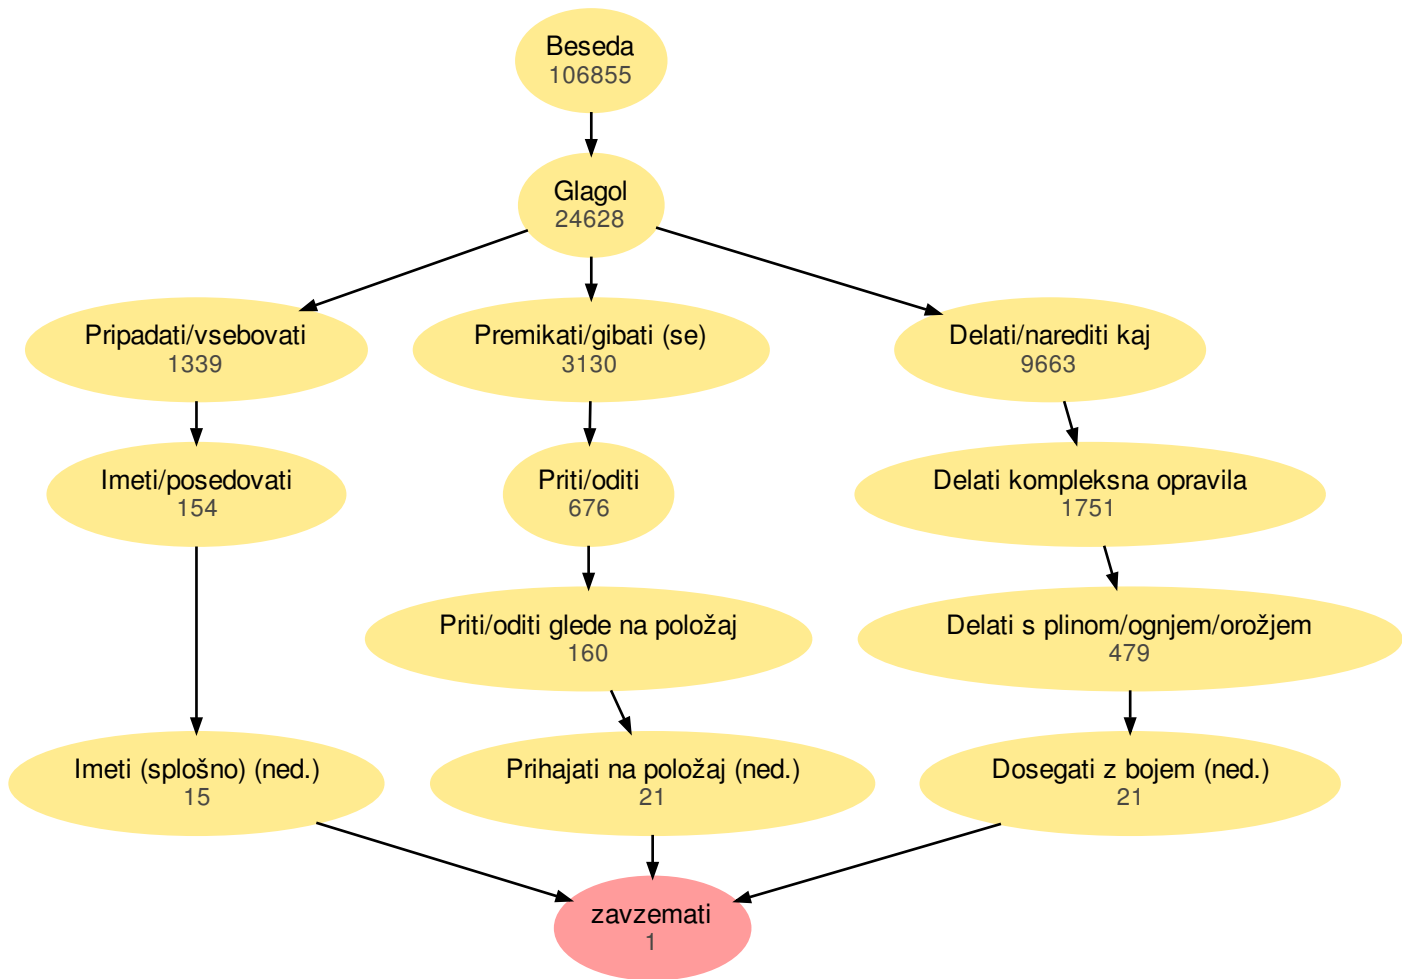 Beseda
106855
Glagol
24628
Pripadati/vsebovati
1339
Premikati/gibati (se)
3130
Delati/narediti kaj
9663
Imeti/posedovati
154
Priti/oditi
676
Delati kompleksna opravila
1751
Priti/oditi glede na položaj
160
Delati s plinom/ognjem/orožjem
479
Imeti (splošno) (ned.)
15
Prihajati na položaj (ned.)
21
Dosegati z bojem (ned.)
21
zavzemati
1